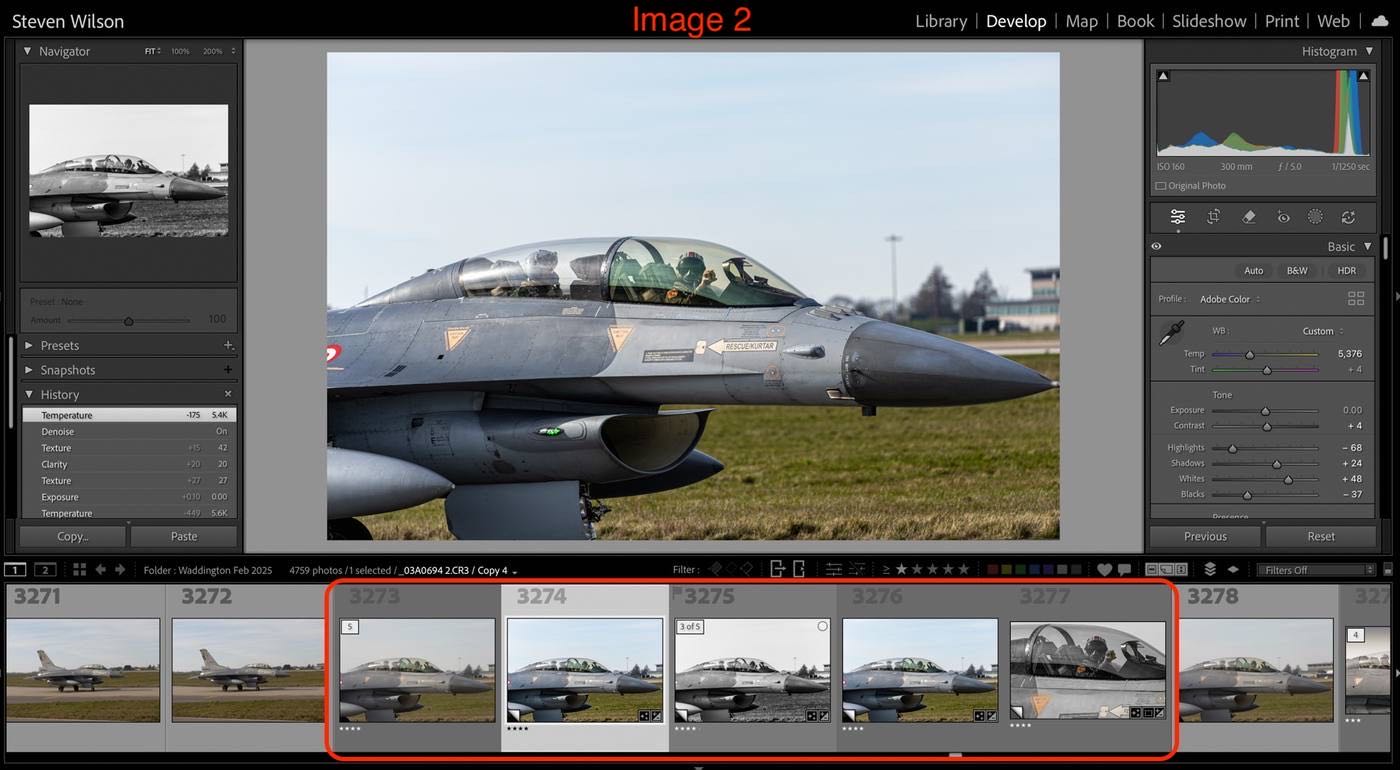 Steven Wilson
Image 2
Library | Develop | Map | Book | Slideshow | Print | Web |
Navigator FIT 100% 200%
Preset : None
Amount 100
Presets
Snapshots
History
Temperature -175 5.4K
Denoise On
Texture +15 42
Clarity +20 20
Texture +27 27
Exposure +0.10 0.00
Temperature -449 5.6K
Copy... Paste
RESCUE/KURTAR
2
Histogram
ISO 160 300 mm ƒ / 5.0 1/1250 sec
Original Photo
Basic
Auto B&W HDR
Profile : Adobe Color
WB : Custom
Temp 5,376
Tint + 4
Tone
Exposure 0.00
Contrast + 4
Highlights – 68
Shadows + 24
Whites + 48
Blacks – 37
Presence
Previous Reset
1 2 Folder : Waddington Feb 2025 4759 photos / 1 selected / _03A0694 2.CR3 / Copy 4 Filter : ≥ ★★★★★ Filters Off
3271 3272 3273 3274 3275 3276 3277 3278 327
5 3 of 5 4